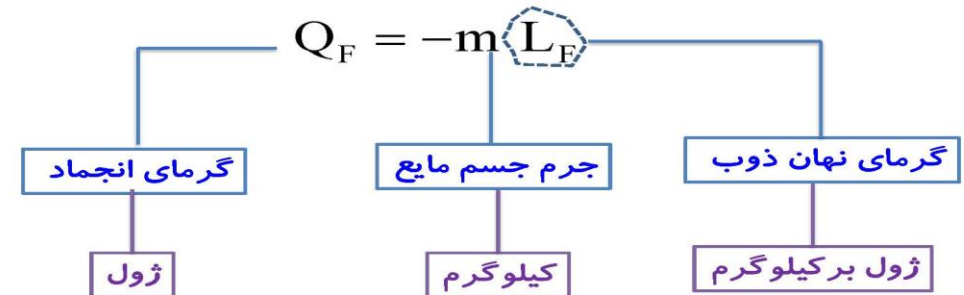 Q_F = −m L_F
گرمای نهان ذوب
جرم جسم مایع
گرمای انجماد
ژول بر کیلوگرم
کیلوگرم
ژول